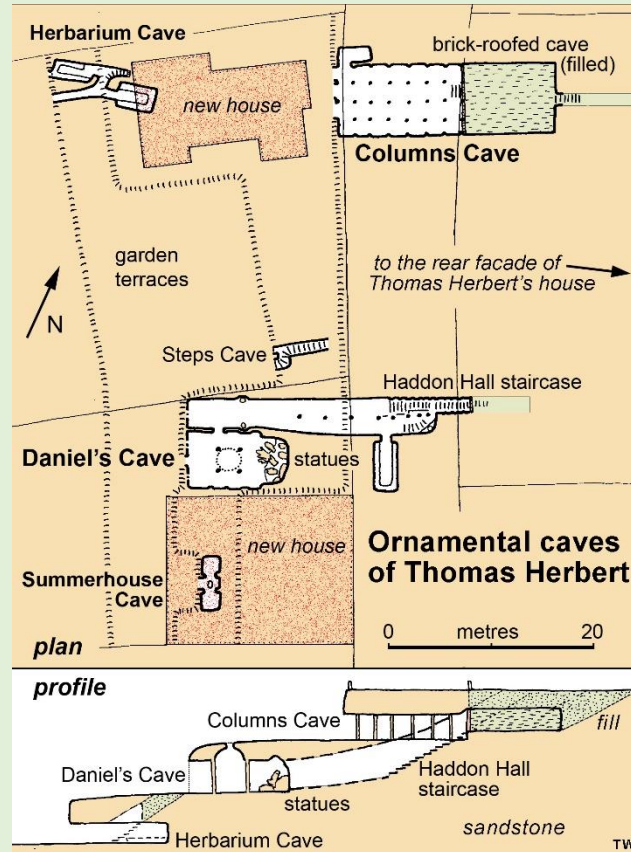 Herbarium Cave
new house
brick-roofed cave
(filled)
Columns Cave
garden
terraces
to the rear facade of
Thomas Herbert's house
N
Steps Cave
Haddon Hall staircase
Daniel's Cave
statues
new house
Summerhouse
Cave
Ornamental caves
of Thomas Herbert
0 metres 20
plan
profile
Columns Cave
fill
Daniel's Cave
Haddon Hall
staircase
statues
Herbarium Cave
sandstone
TW